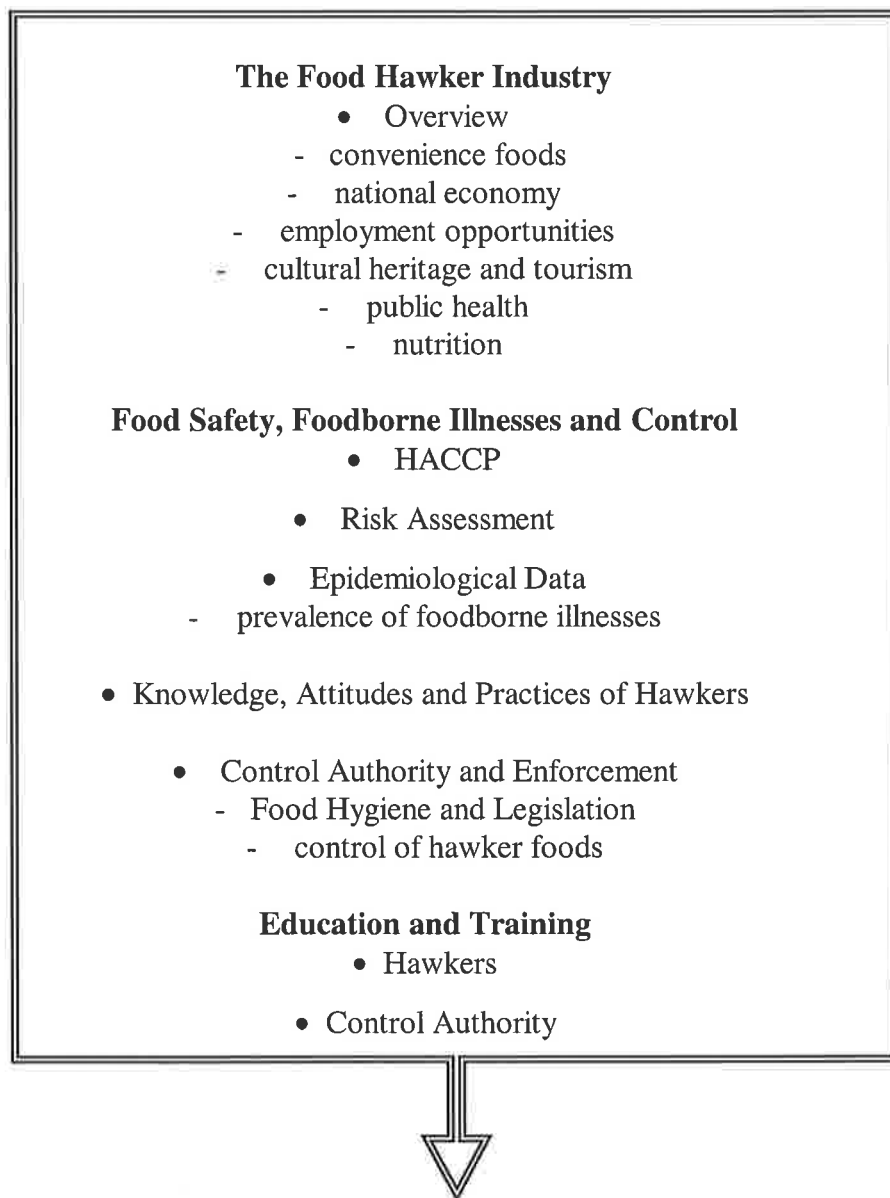 The Food Hawker Industry
• Overview
- convenience foods
- national economy
- employment opportunities
- cultural heritage and tourism
- public health
- nutrition
Food Safety, Foodborne Illnesses and Control
• HACCP
• Risk Assessment
• Epidemiological Data
- prevalence of foodborne illnesses
• Knowledge, Attitudes and Practices of Hawkers
• Control Authority and Enforcement
- Food Hygiene and Legislation
- control of hawker foods
Education and Training
• Hawkers
• Control Authority